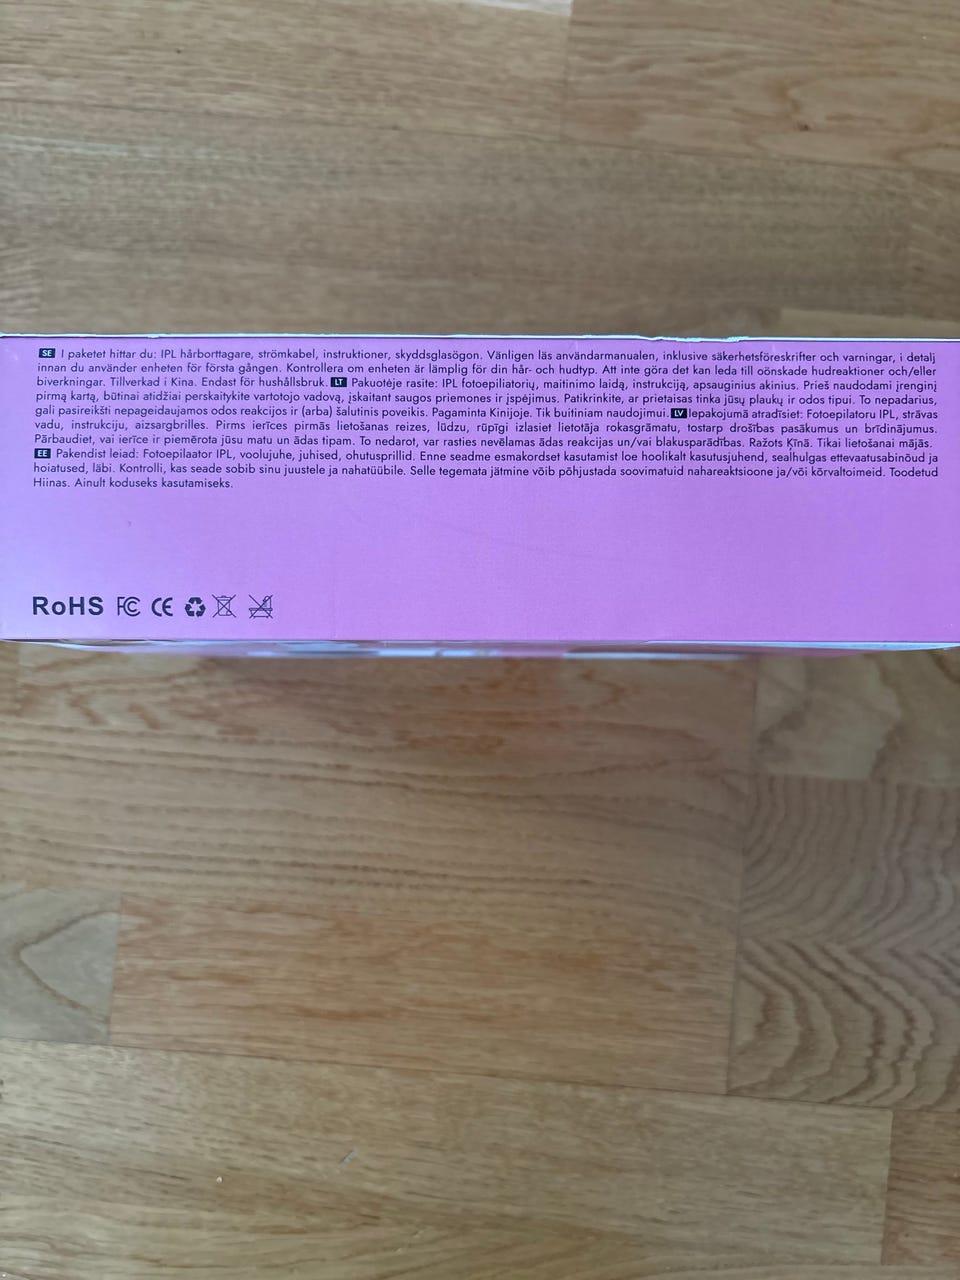 SE I paketet hittar du: IPL hårborttagare, strömkabel, instruktioner, skyddsglasögon. Vänligen läs användarmanualen, inklusive säkerhetsföreskrifter och varningar, i detalj
innan du använder enheten för första gången. Kontrollera om enheten är lämplig för din hår- och hudtyp. Att inte göra det kan leda till oönskade hudreaktioner och/eller
biverkningar. Tillverkad i Kina. Endast för hushållsbruk. LT Pakuotėje rasite: IPL fotoepiliatorių, maitinimo laidą, instrukciją, apsauginius akinius. Prieš naudodami įrenginį
pirmą kartą, būtinai atidžiai perskaitykite vartotojo vadovą, įskaitant saugos priemones ir įspėjimus. Patikrinkite, ar prietaisas tinka jūsų plaukų ir odos tipui. To nepadarius,
gali pasireikšti nepageidaujamos odos reakcijos ir (arba) šalutinis poveikis. Pagaminta Kinijoje. Tik buitiniam naudojimui. LV Iepakojumā atradīsiet: Fotoepilatoru IPL, strāvas
vadu, instrukciju, aizsargbrilles. Pirms ierīces pirmās lietošanas reizes, lūdzu, rūpīgi izlasiet lietotāja rokasgrāmatu, tostarp drošības pasākumus un brīdinājumus.
Pārbaudiet, vai ierīce ir piemērota jūsu matu un ādas tipam. To nedarot, var rasties nevēlamas ādas reakcijas un/vai blakusparādības. Ražots Ķīnā. Tikai lietošanai mājās.
EE Pakendist leiad: Fotoepilaator IPL, voolujuhe, juhised, ohutusprillid. Enne seadme esmakordset kasutamist loe hoolikalt kasutusjuhend, sealhulgas ettevaatusabinõud ja
hoiatused, läbi. Kontrolli, kas seade sobib sinu juustele ja nahatüübile. Selle tegemata jätmine võib põhjustada soovimatuid nahareaktsioone ja/või kõrvaltoimeid. Toodetud
Hiinas. Ainult koduseks kasutamiseks.
RoHS FC CE